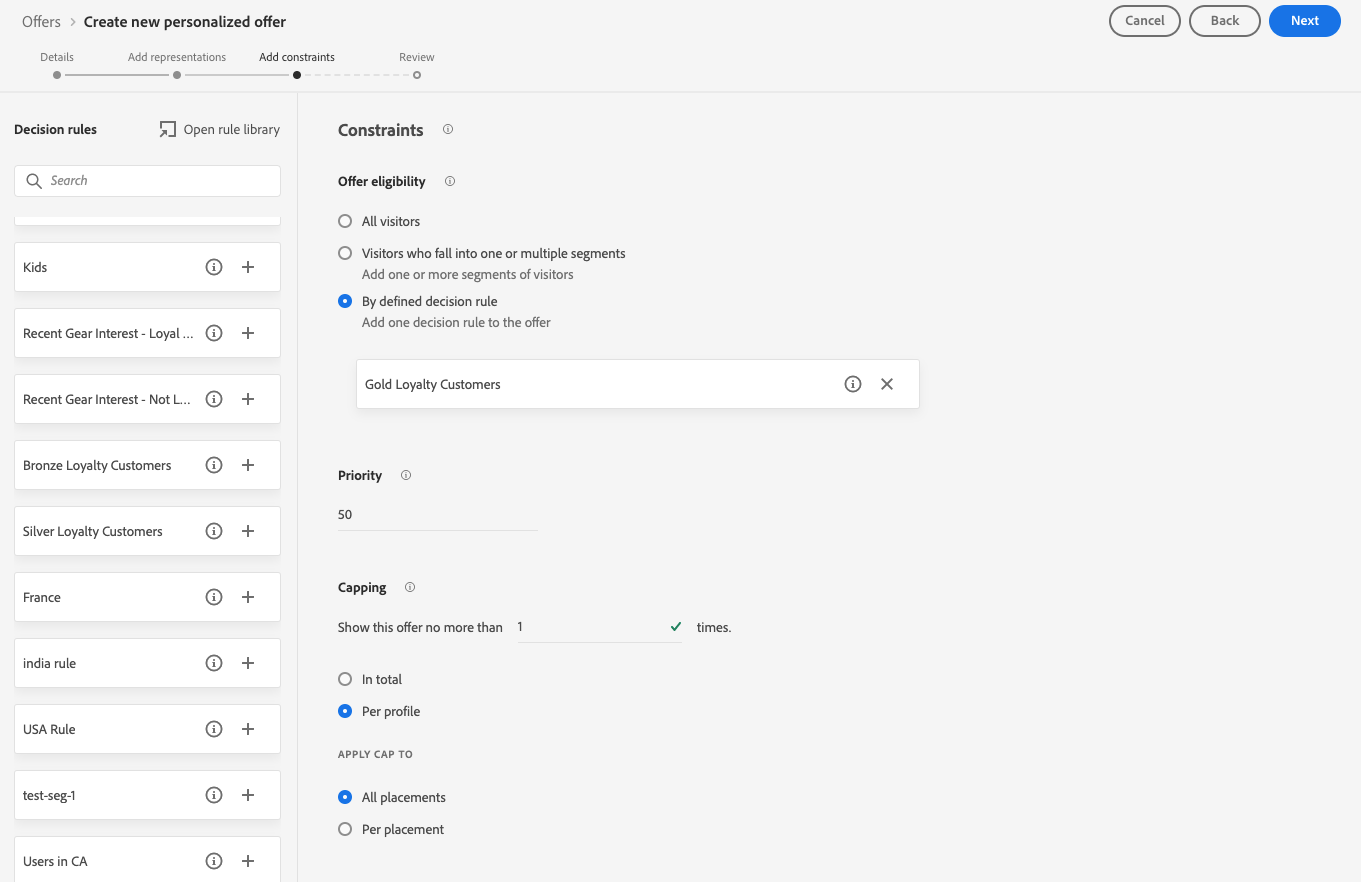 Offers > Create new personalized offer
Cancel
Back
Next
Details
Add representations
Add constraints
Review
Decision rules
Open rule library
Search
Kids
Recent Gear Interest - Loyal ...
Recent Gear Interest - Not L...
Bronze Loyalty Customers
Silver Loyalty Customers
France
india rule
USA Rule
test-seg-1
Users in CA
Constraints
Offer eligibility
All visitors
Visitors who fall into one or multiple segments
Add one or more segments of visitors
By defined decision rule
Add one decision rule to the offer
Gold Loyalty Customers
Priority
50
Capping
Show this offer no more than 1 times.
In total
Per profile
APPLY CAP TO
All placements
Per placement